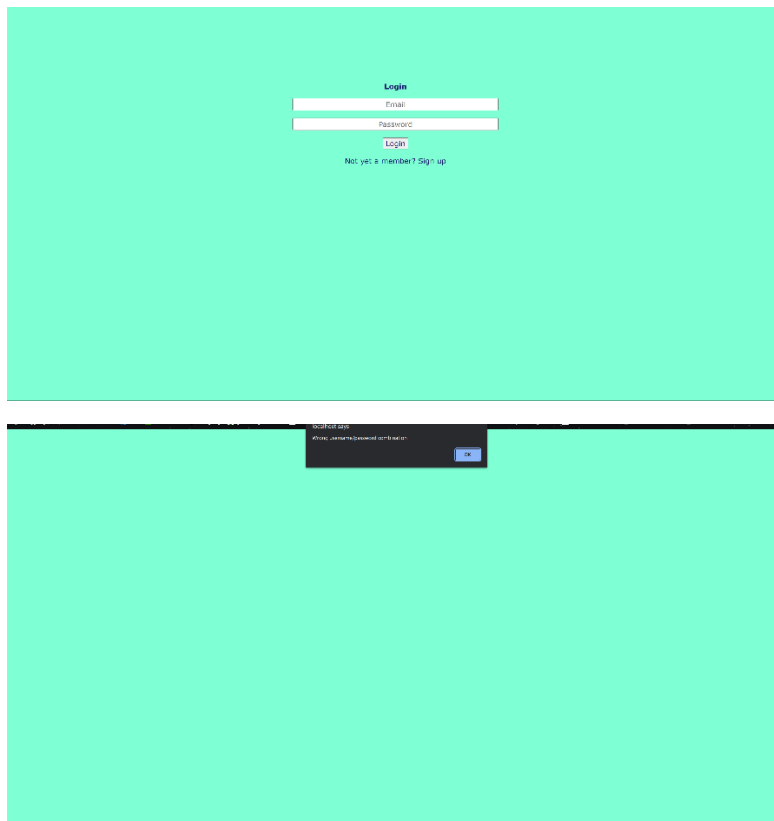 Login
Email
Password
Login
Not yet a member? Sign up
localhost says
Wrong username/password combination
OK